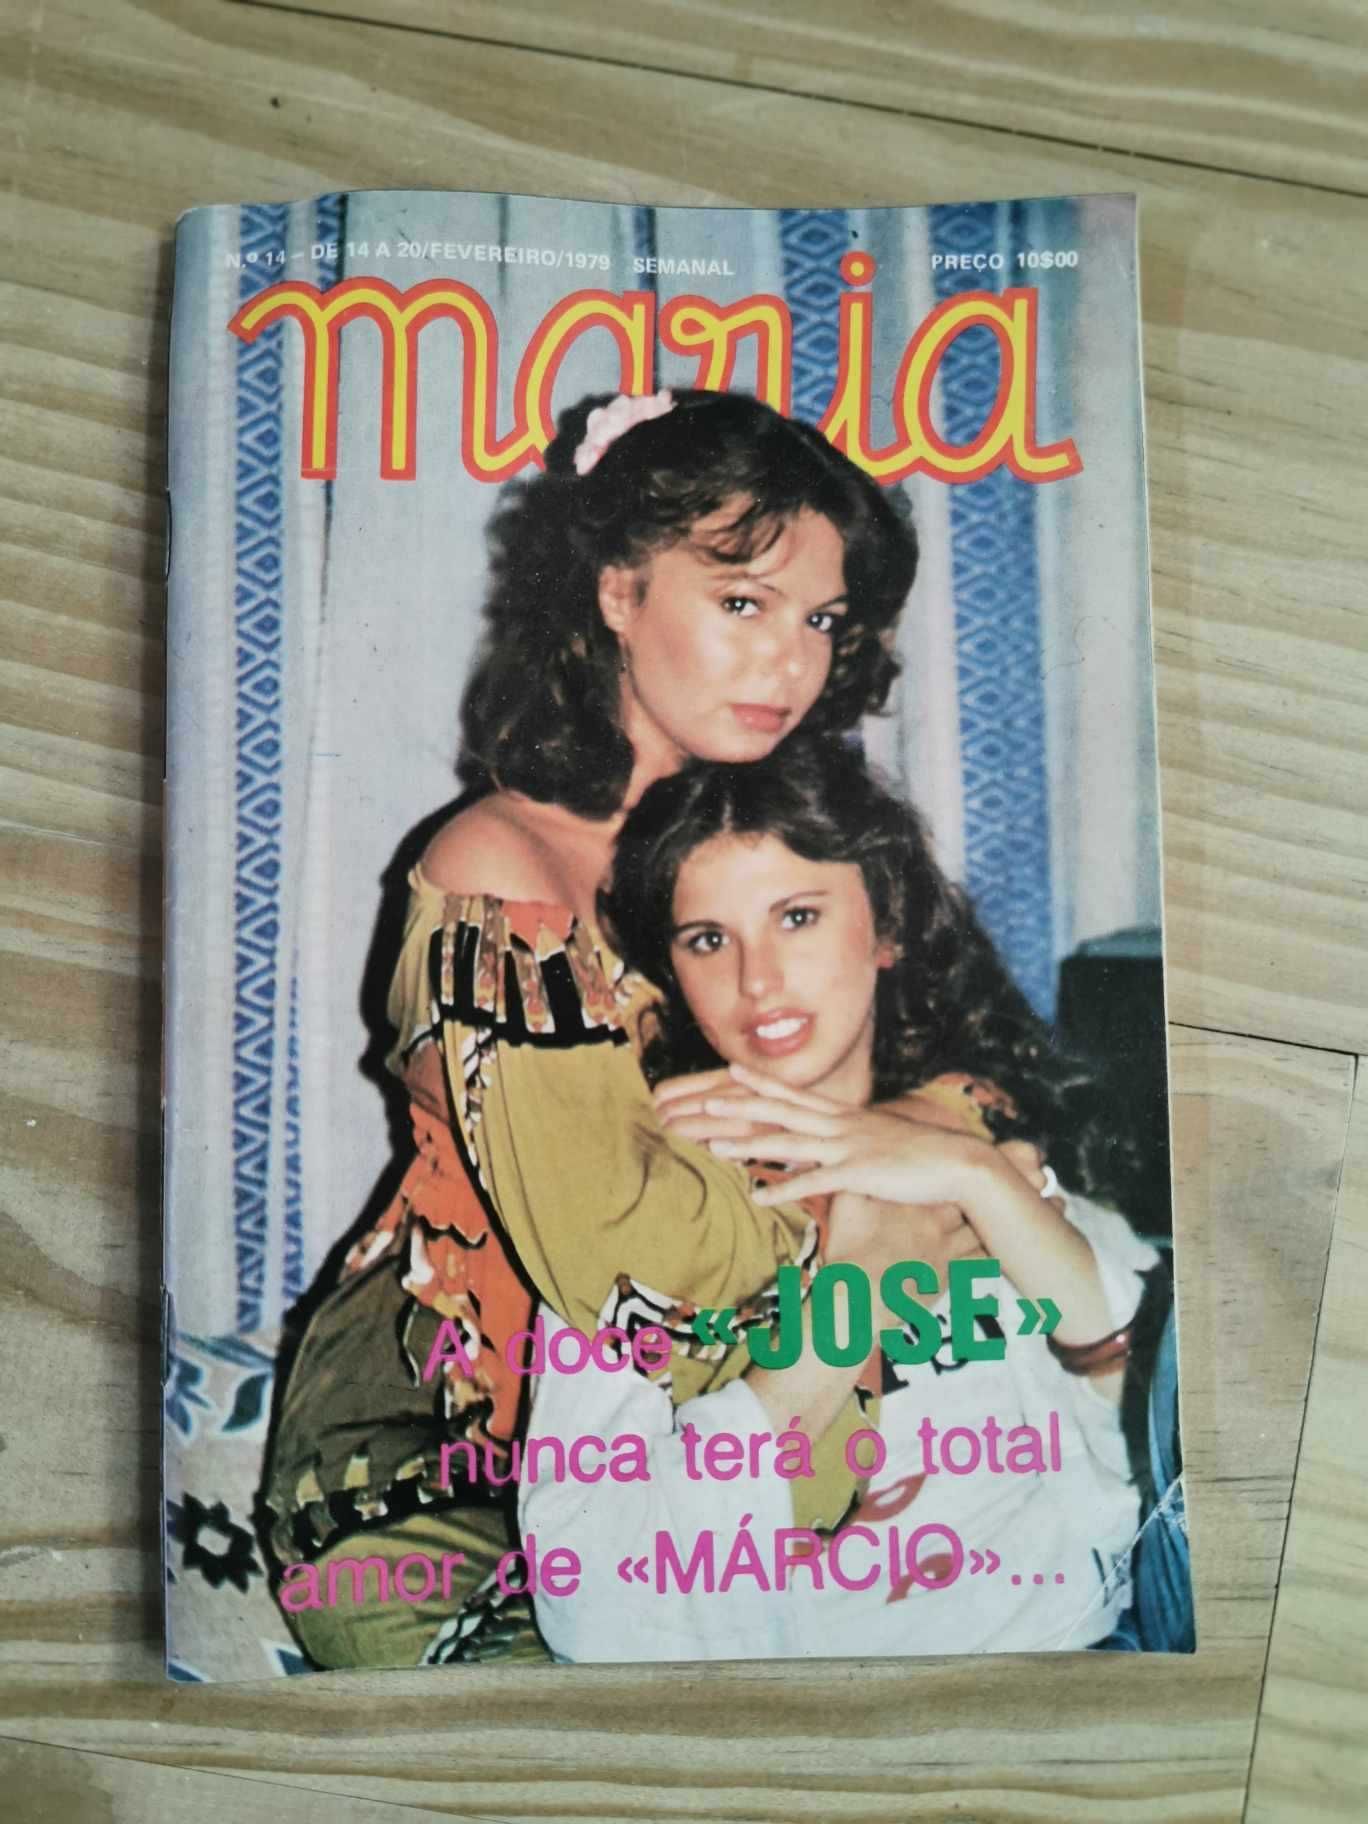 N.º 14 – DE 14 A 20/FEVEREIRO/1979 SEMANAL PREÇO 10$00
maria
A doce «JOSE»
nunca terá o total
amor de «MÁRCIO»...